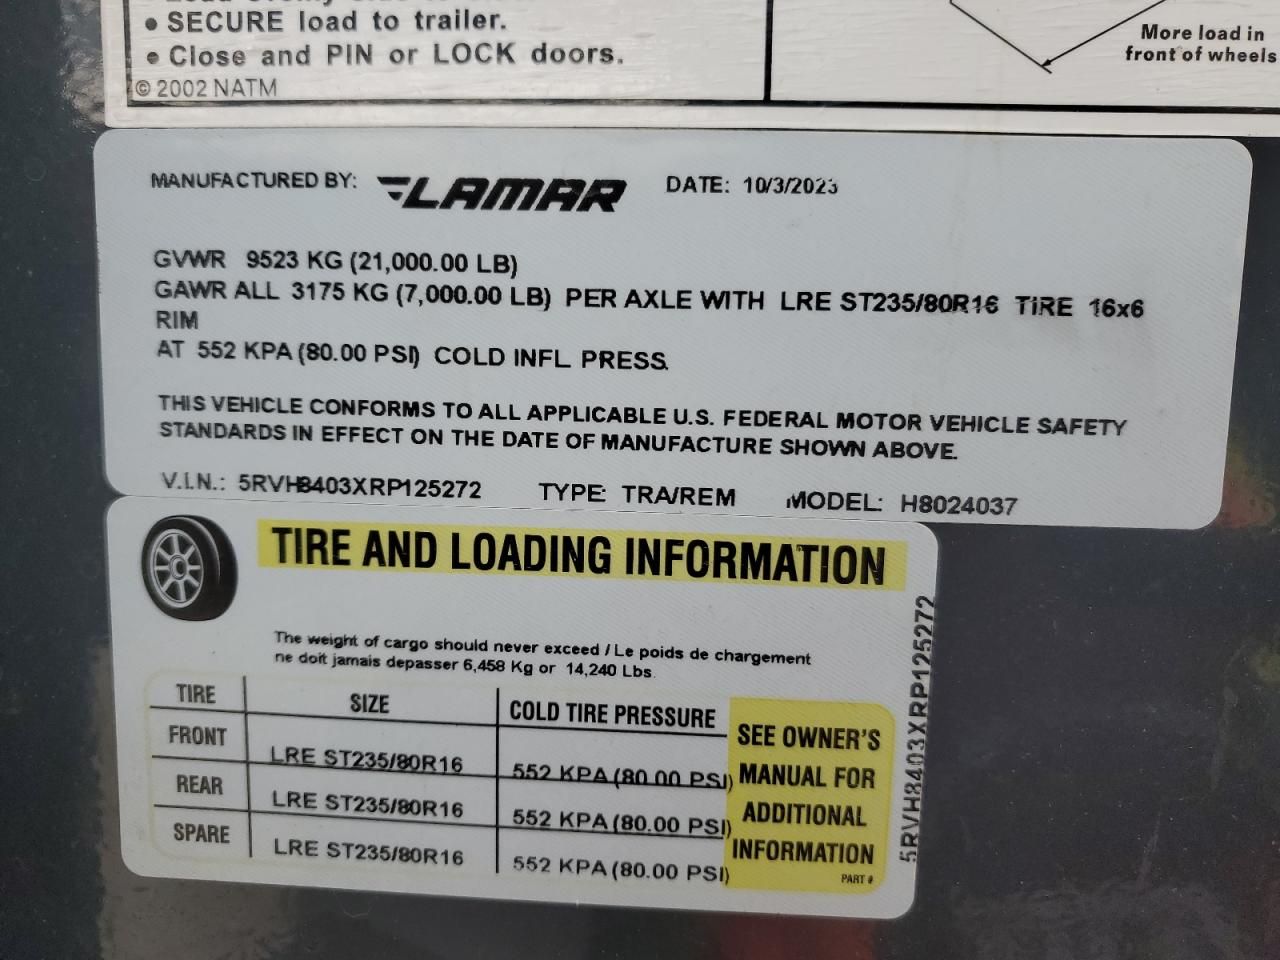 • SECURE load to trailer.
• Close and PIN or LOCK doors.
© 2002 NATM
More load in
front of wheels
MANUFACTURED BY: LAMAR DATE: 10/3/2023
GVWR 9523 KG (21,000.00 LB)
GAWR ALL 3175 KG (7,000.00 LB) PER AXLE WITH LRE ST235/80R16 TIRE 16x6
RIM
AT 552 KPA (80.00 PSI) COLD INFL. PRESS.
THIS VEHICLE CONFORMS TO ALL APPLICABLE U.S. FEDERAL MOTOR VEHICLE SAFETY
STANDARDS IN EFFECT ON THE DATE OF MANUFACTURE SHOWN ABOVE.
V.I.N.: 5RVH8403XRP125272 TYPE: TRA/REM MODEL: H8024037
TIRE AND LOADING INFORMATION
The weight of cargo should never exceed / Le poids de chargement
ne doit jamais depasser 6,458 Kg or 14,240 Lbs.
TIRE SIZE COLD TIRE PRESSURE
FRONT LRE ST235/80R16 552 KPA (80.00 PSI)
REAR LRE ST235/80R16 552 KPA (80.00 PSI)
SPARE LRE ST235/80R16 552 KPA (80.00 PSI)
SEE OWNER'S
MANUAL FOR
ADDITIONAL
INFORMATION
PART #
5RVH8403XRP125272